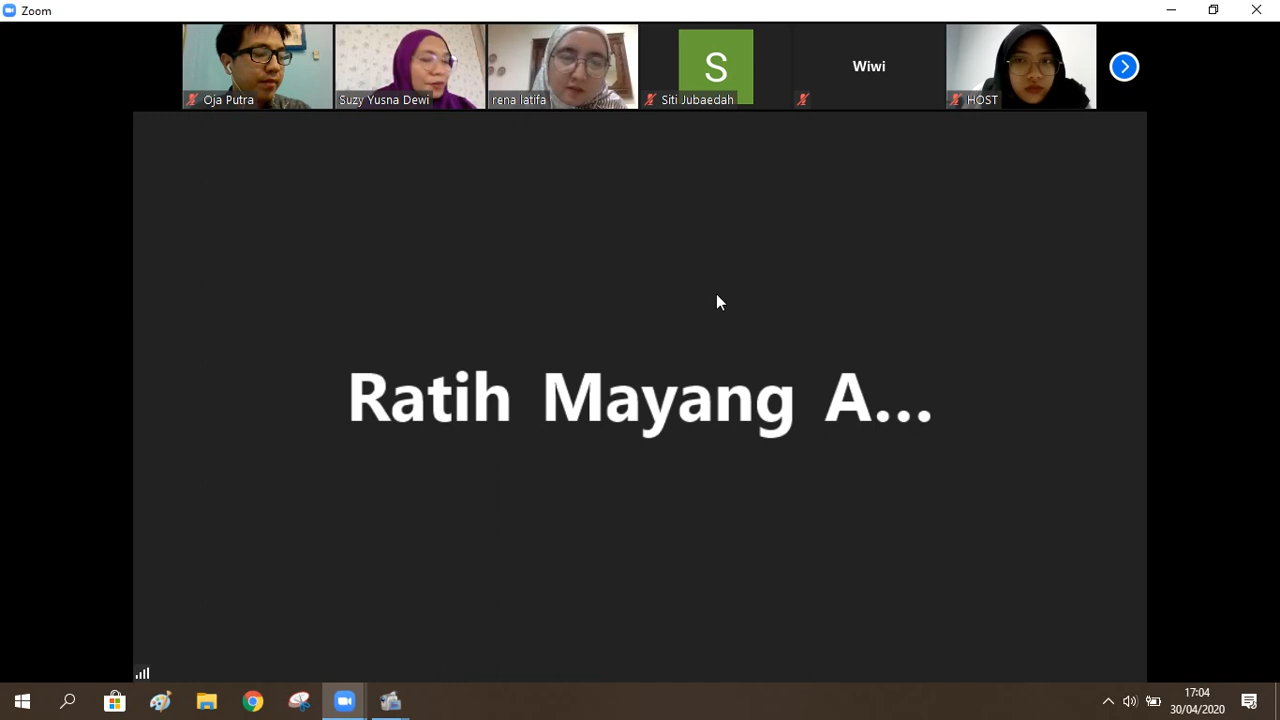 Zoom
Oja Putra
Suzy Yusna Dewi
rena latifa
S
Siti Jubaedah
Wiwi
HOST
Ratih Mayang A...
17:04
30/04/2020